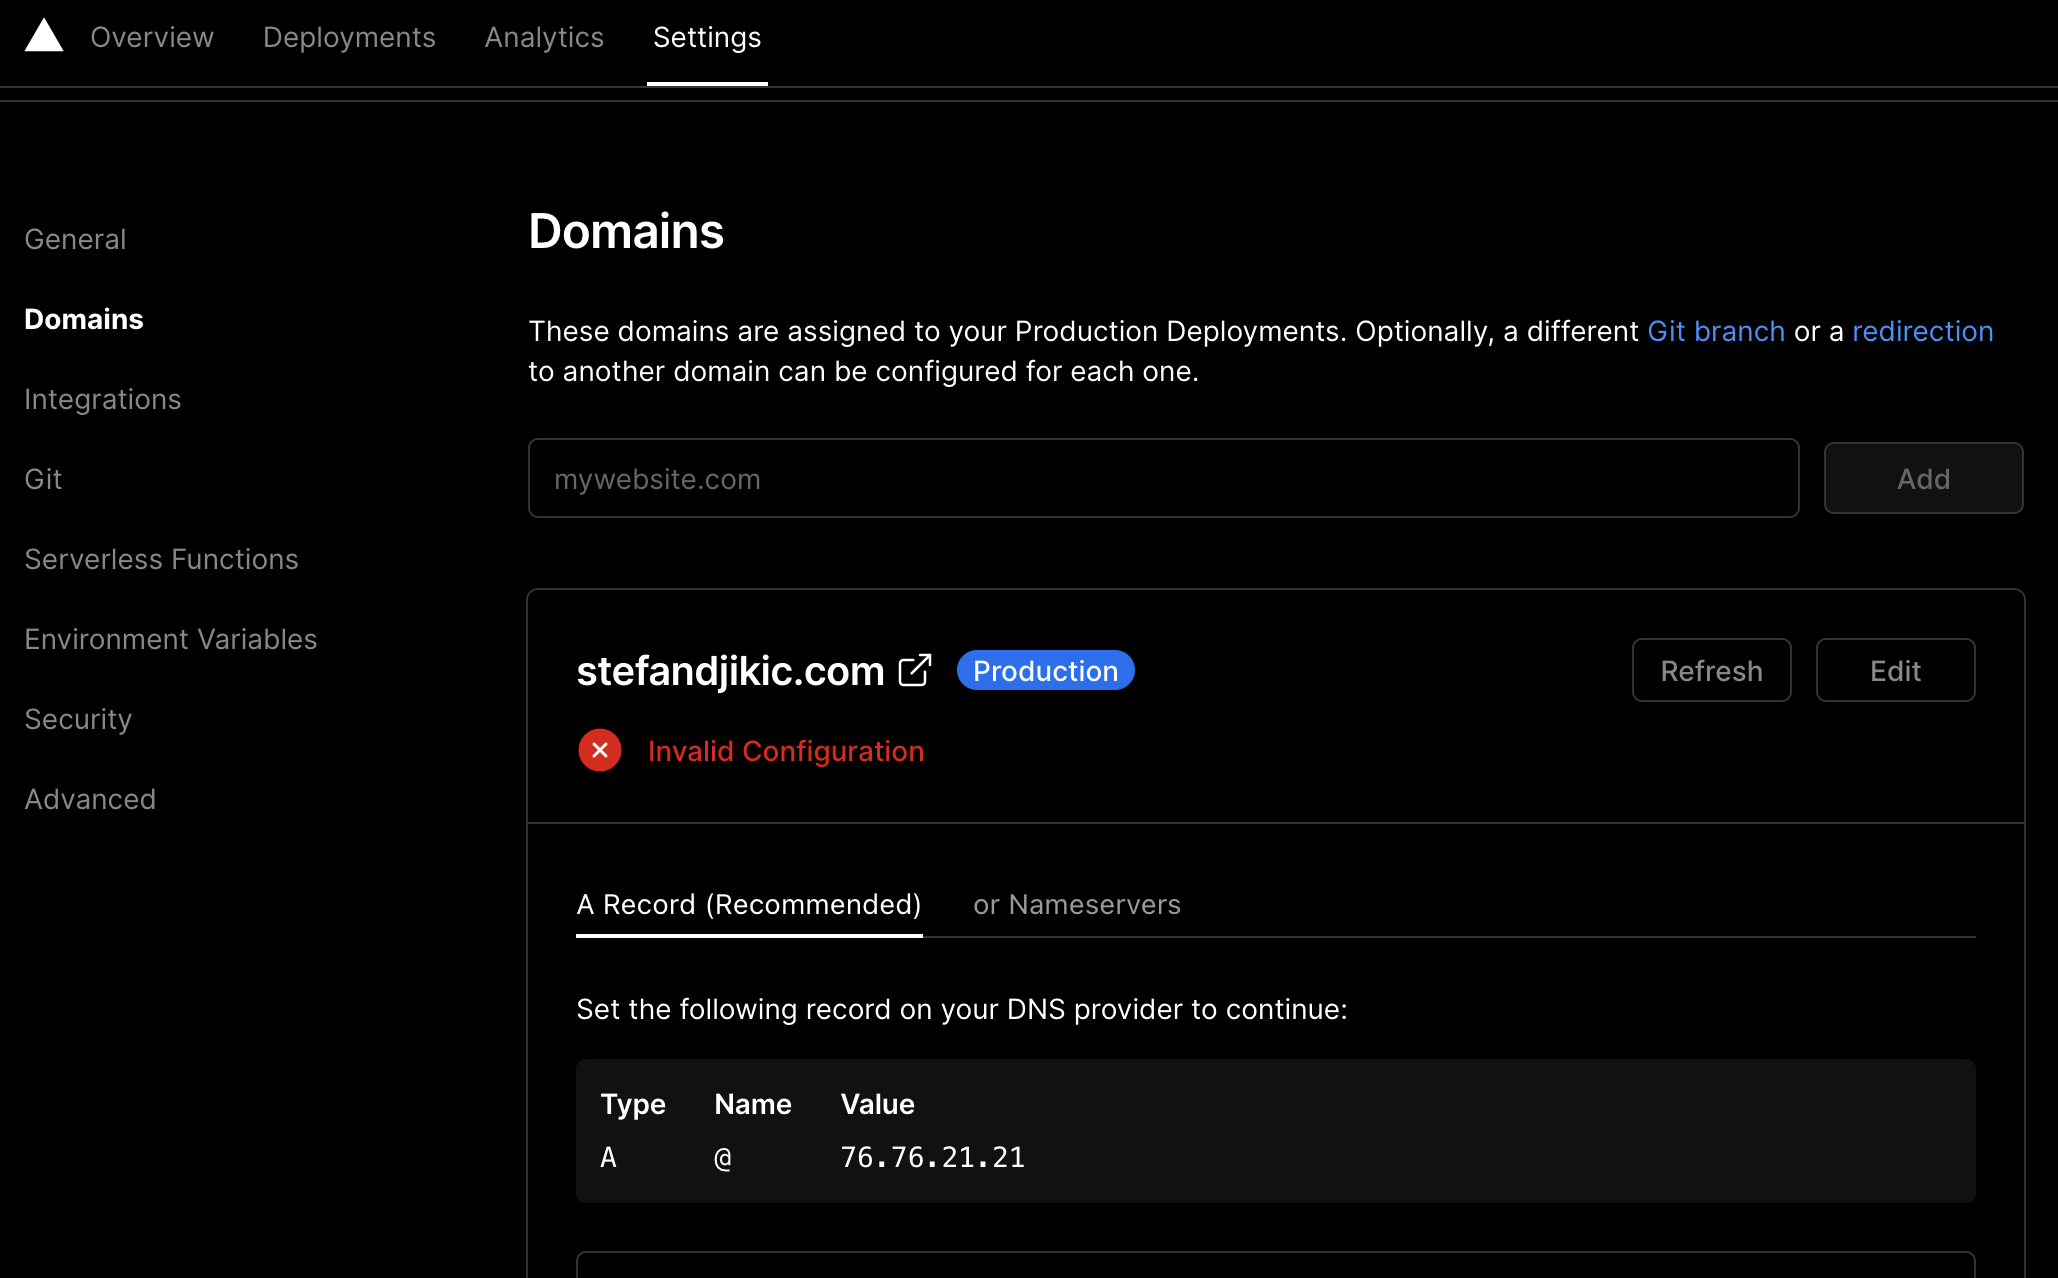 Overview Deployments Analytics Settings
General
Domains
Integrations
Git
Serverless Functions
Environment Variables
Security
Advanced
Domains
These domains are assigned to your Production Deployments. Optionally, a different Git branch or a redirection
to another domain can be configured for each one.
mywebsite.com Add
stefandjikic.com Production Refresh Edit
Invalid Configuration
A Record (Recommended) or Nameservers
Set the following record on your DNS provider to continue:
Type Name Value
A @ 76.76.21.21